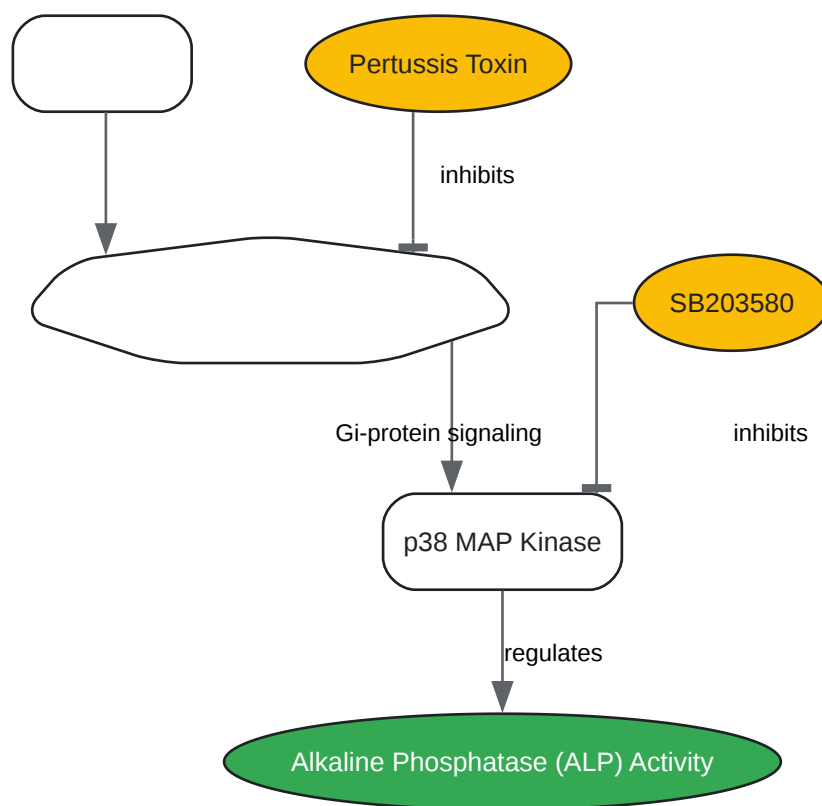 Pertussis Toxin
inhibits
SB203580
Gi-protein signaling
inhibits
p38 MAP Kinase
regulates
Alkaline Phosphatase (ALP) Activity